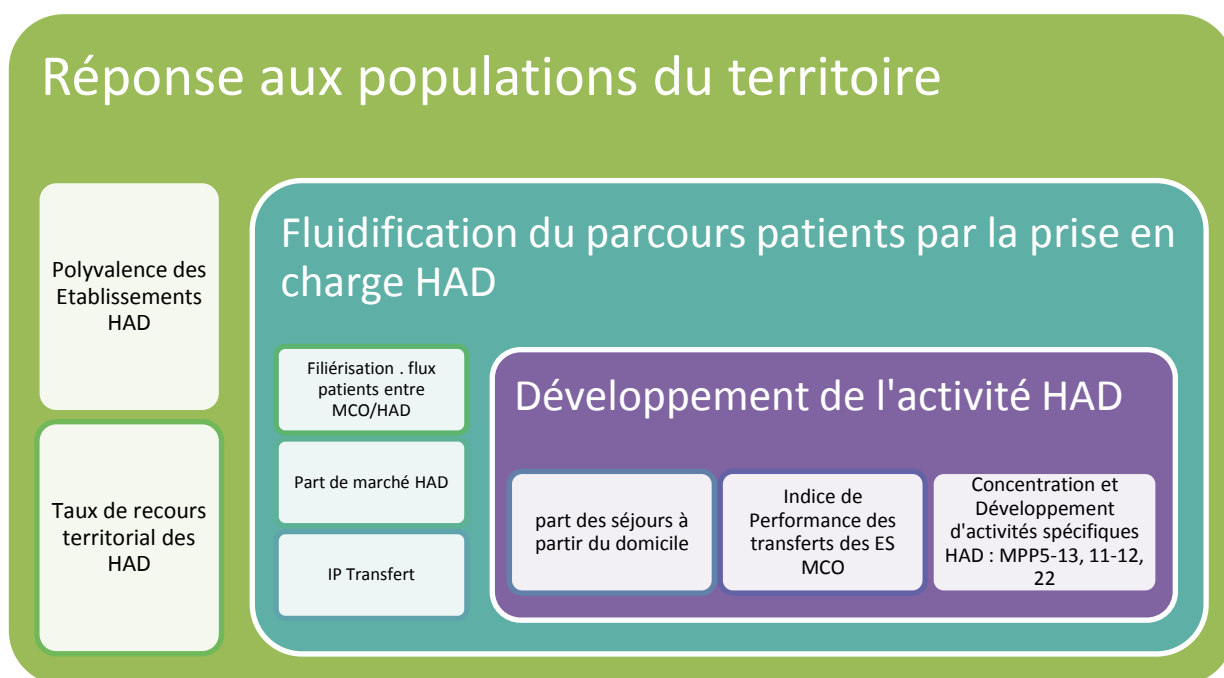 Réponse aux populations du territoire
Polyvalence des
Etablissements
HAD
Taux de recours
territorial des
HAD
Fluidification du parcours patients par la prise en
charge HAD
Filiérisation . flux
patients entre
MCO/HAD
Part de marché HAD
IP Transfert
Développement de l'activité HAD
part des séjours à
partir du domicile
Indice de
Performance des
transferts des ES
MCO
Concentration et
Développement
d'activités spécifiques
HAD : MPP5-13, 11-12,
22